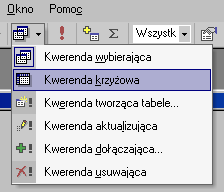 Okno Pomoc
Wszystk
Kwerenda wybierająca
Kwerenda krzyżowa
Kwerenda tworząca tabele...
Kwerenda aktualizująca
Kwerenda dołączająca...
Kwerenda usuwająca